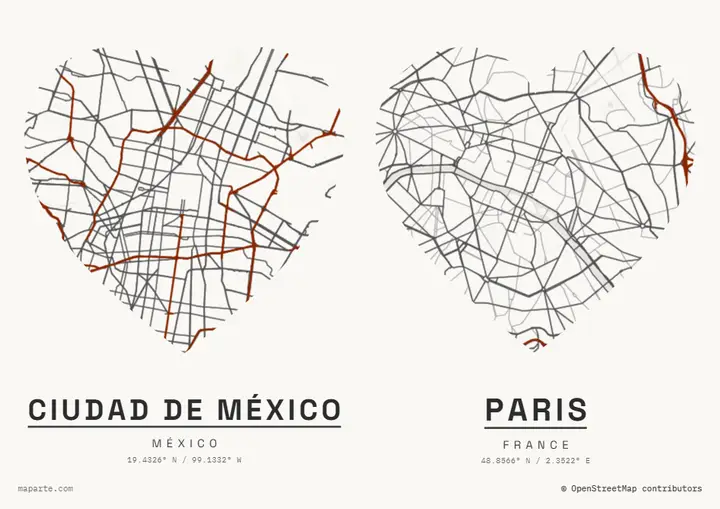 CIUDAD DE MÉXICO
MÉXICO
19.4326° N / 99.1332° W
PARIS
FRANCE
48.8566° N / 2.3522° E
maparte.com
© OpenStreetMap contributors